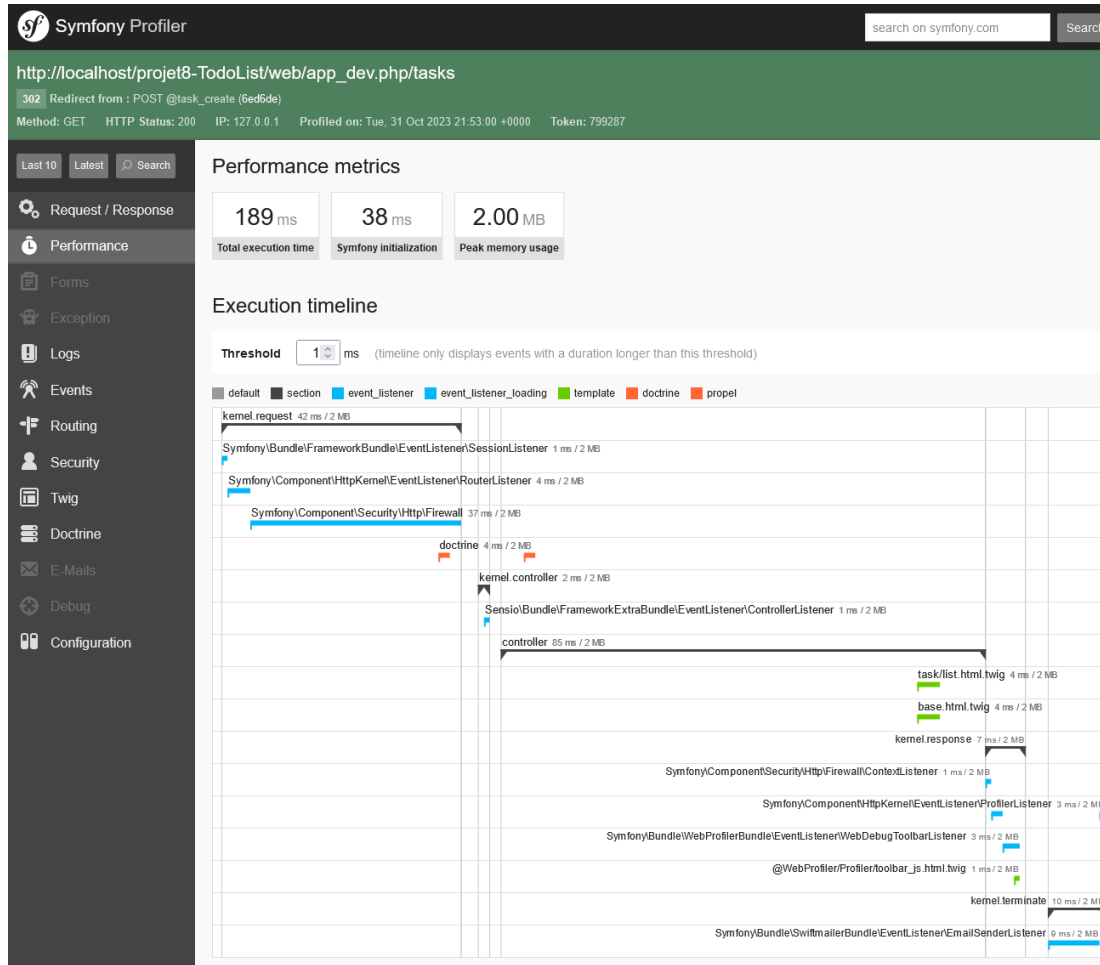 sf Symfony Profiler
search on symfony.com
Search
http://localhost/projet8-TodoList/web/app_dev.php/tasks
302 Redirect from : POST @task_create (6ed6de)
Method: GET HTTP Status: 200 IP: 127.0.0.1 Profiled on: Tue, 31 Oct 2023 21:53:00 +0000 Token: 799287
Last 10 Latest Search
Request / Response
Performance
Forms
Exception
Logs
Events
Routing
Security
Twig
Doctrine
E-Mails
Debug
Configuration
Performance metrics
189 ms
Total execution time
38 ms
Symfony initialization
2.00 MB
Peak memory usage
Execution timeline
Threshold 1 ms (timeline only displays events with a duration longer than this threshold)
default section event_listener event_listener_loading template doctrine propel
kernel.request 42 ms / 2 MB
Symfony\Bundle\FrameworkBundle\EventListener\SessionListener 1 ms / 2 MB
Symfony\Component\HttpKernel\EventListener\RouterListener 4 ms / 2 MB
Symfony\Component\Security\Http\Firewall 37 ms / 2 MB
doctrine 4 ms / 2 MB
kernel.controller 2 ms / 2 MB
Sensio\Bundle\FrameworkExtraBundle\EventListener\ControllerListener 1 ms / 2 MB
controller 85 ms / 2 MB
task/list.html.twig 4 ms / 2 MB
base.html.twig 4 ms / 2 MB
kernel.response 7 ms / 2 MB
Symfony\Component\Security\Http\Firewall\ContextListener 1 ms / 2 MB
Symfony\Component\HttpKernel\EventListener\ProfilerListener 3 ms / 2 M
Symfony\Bundle\WebProfilerBundle\EventListener\WebDebugToolbarListener 3 ms / 2 MB
@WebProfiler/Profiler/toolbar_js.html.twig 1 ms / 2 MB
kernel.terminate 10 ms / 2 M
Symfony\Bundle\SwiftmailerBundle\EventListener\EmailSenderListener 9 ms / 2 MB